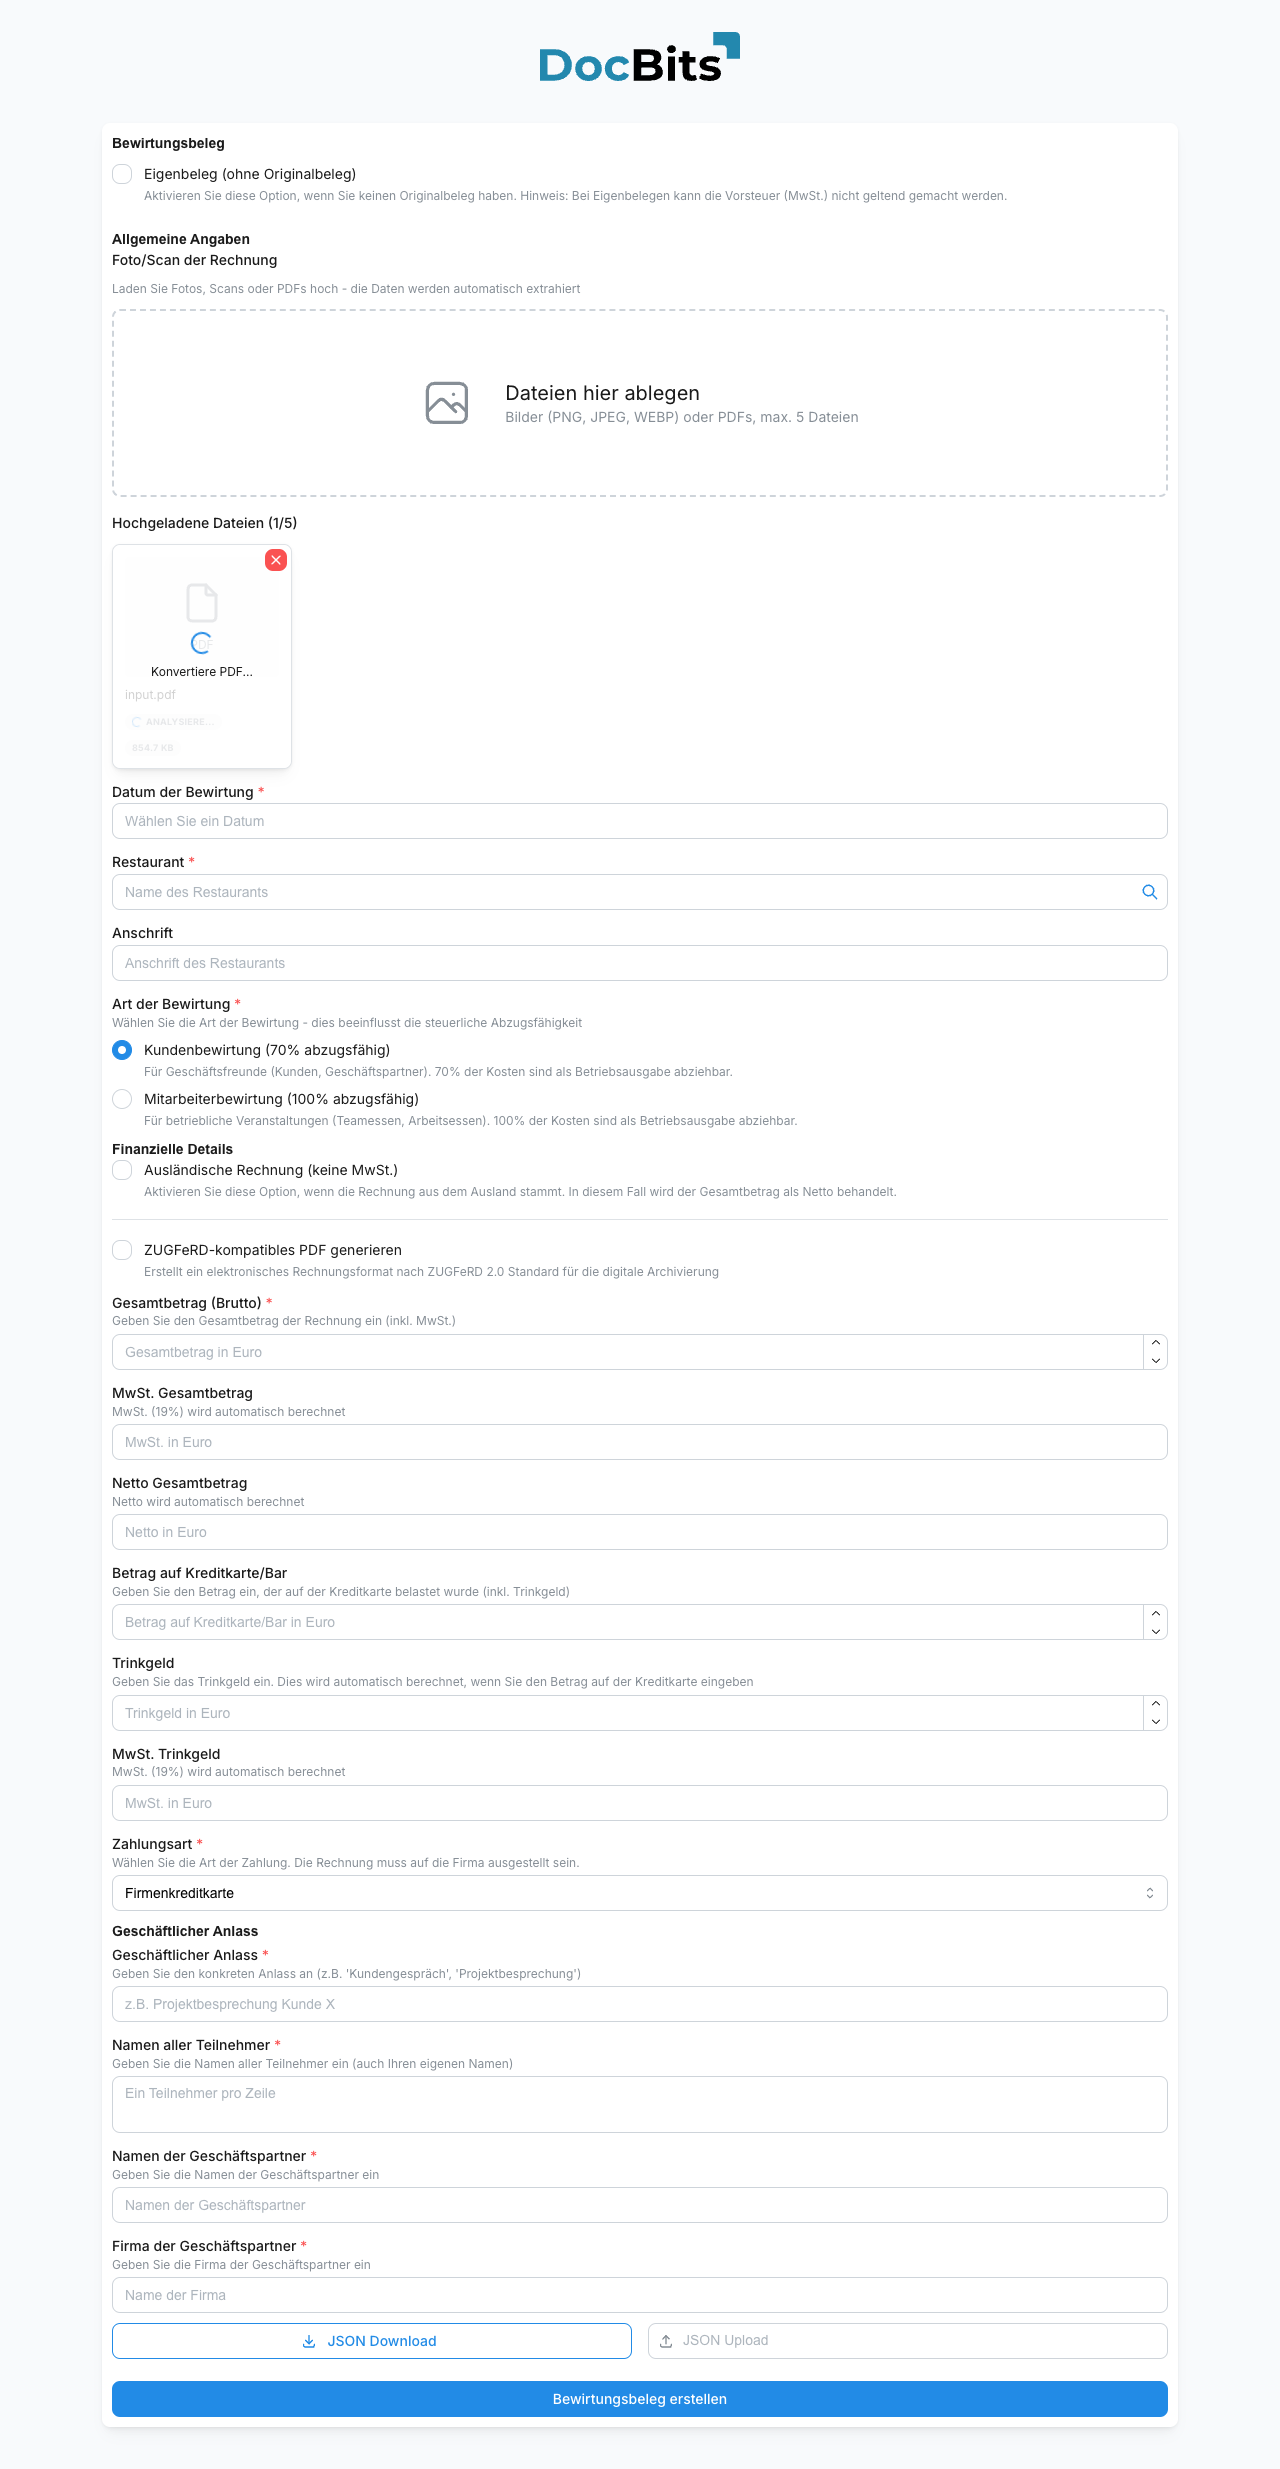 DocBits
Bewirtungsbeleg
Eigenbeleg (ohne Originalbeleg)
Aktivieren Sie diese Option, wenn Sie keinen Originalbeleg haben. Hinweis: Bei Eigenbelegen kann die Vorsteuer (MwSt.) nicht geltend gemacht werden.
Allgemeine Angaben
Foto/Scan der Rechnung
Laden Sie Fotos, Scans oder PDFs hoch - die Daten werden automatisch extrahiert
Dateien hier ablegen
Bilder (PNG, JPEG, WEBP) oder PDFs, max. 5 Dateien
Hochgeladene Dateien (1/5)
PDF
Konvertiere PDF...
input.pdf
ANALYSIERE...
854.7 KB
Datum der Bewirtung *
Wählen Sie ein Datum
Restaurant *
Name des Restaurants
Anschrift
Anschrift des Restaurants
Art der Bewirtung *
Wählen Sie die Art der Bewirtung - dies beeinflusst die steuerliche Abzugsfähigkeit
Kundenbewirtung (70% abzugsfähig)
Für Geschäftsfreunde (Kunden, Geschäftspartner). 70% der Kosten sind als Betriebsausgabe abziehbar.
Mitarbeiterbewirtung (100% abzugsfähig)
Für betriebliche Veranstaltungen (Teamessen, Arbeitsessen). 100% der Kosten sind als Betriebsausgabe abziehbar.
Finanzielle Details
Ausländische Rechnung (keine MwSt.)
Aktivieren Sie diese Option, wenn die Rechnung aus dem Ausland stammt. In diesem Fall wird der Gesamtbetrag als Netto behandelt.
ZUGFeRD-kompatibles PDF generieren
Erstellt ein elektronisches Rechnungsformat nach ZUGFeRD 2.0 Standard für die digitale Archivierung
Gesamtbetrag (Brutto) *
Geben Sie den Gesamtbetrag der Rechnung ein (inkl. MwSt.)
Gesamtbetrag in Euro
MwSt. Gesamtbetrag
MwSt. (19%) wird automatisch berechnet
MwSt. in Euro
Netto Gesamtbetrag
Netto wird automatisch berechnet
Netto in Euro
Betrag auf Kreditkarte/Bar
Geben Sie den Betrag ein, der auf der Kreditkarte belastet wurde (inkl. Trinkgeld)
Betrag auf Kreditkarte/Bar in Euro
Trinkgeld
Geben Sie das Trinkgeld ein. Dies wird automatisch berechnet, wenn Sie den Betrag auf der Kreditkarte eingeben
Trinkgeld in Euro
MwSt. Trinkgeld
MwSt. (19%) wird automatisch berechnet
MwSt. in Euro
Zahlungsart *
Wählen Sie die Art der Zahlung. Die Rechnung muss auf die Firma ausgestellt sein.
Firmenkreditkarte
Geschäftlicher Anlass
Geschäftlicher Anlass *
Geben Sie den konkreten Anlass an (z.B. 'Kundengespräch', 'Projektbesprechung')
z.B. Projektbesprechung Kunde X
Namen aller Teilnehmer *
Geben Sie die Namen aller Teilnehmer ein (auch Ihren eigenen Namen)
Ein Teilnehmer pro Zeile
Namen der Geschäftspartner *
Geben Sie die Namen der Geschäftspartner ein
Namen der Geschäftspartner
Firma der Geschäftspartner *
Geben Sie die Firma der Geschäftspartner ein
Name der Firma
JSON Download
JSON Upload
Bewirtungsbeleg erstellen